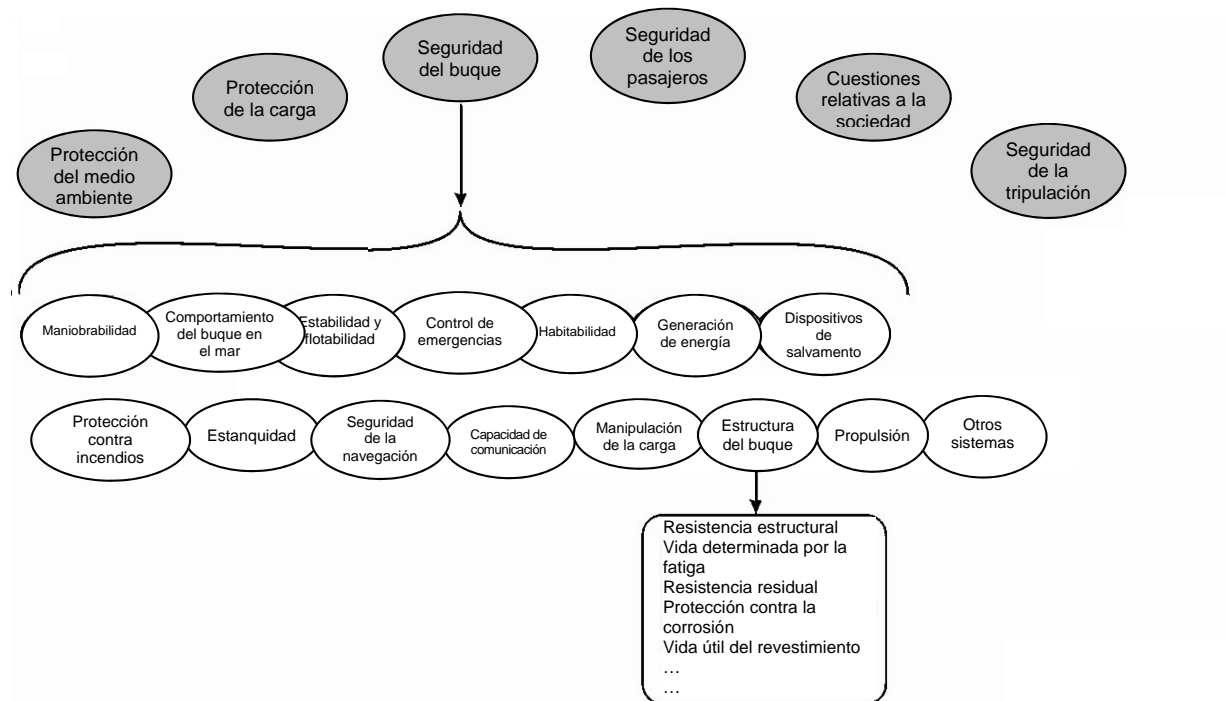 Seguridad
del buque
Seguridad
de los
pasajeros
Protección
de la carga
Cuestiones
relativas a la
sociedad
Protección
del medio
ambiente
Seguridad
de la
tripulación
Maniobrabilidad
Comportamiento
del buque en
el mar
Estabilidad y
flotabilidad
Control de
emergencias
Habitabilidad
Generación
de energía
Dispositivos
de
salvamento
Protección
contra
incendios
Estanquidad
Seguridad
de la
navegación
Capacidad de
comunicación
Manipulación
de la carga
Estructura
del buque
Propulsión
Otros
sistemas
Resistencia estructural
Vida determinada por la
fatiga
Resistencia residual
Protección contra la
corrosión
Vida útil del revestimiento
…
…